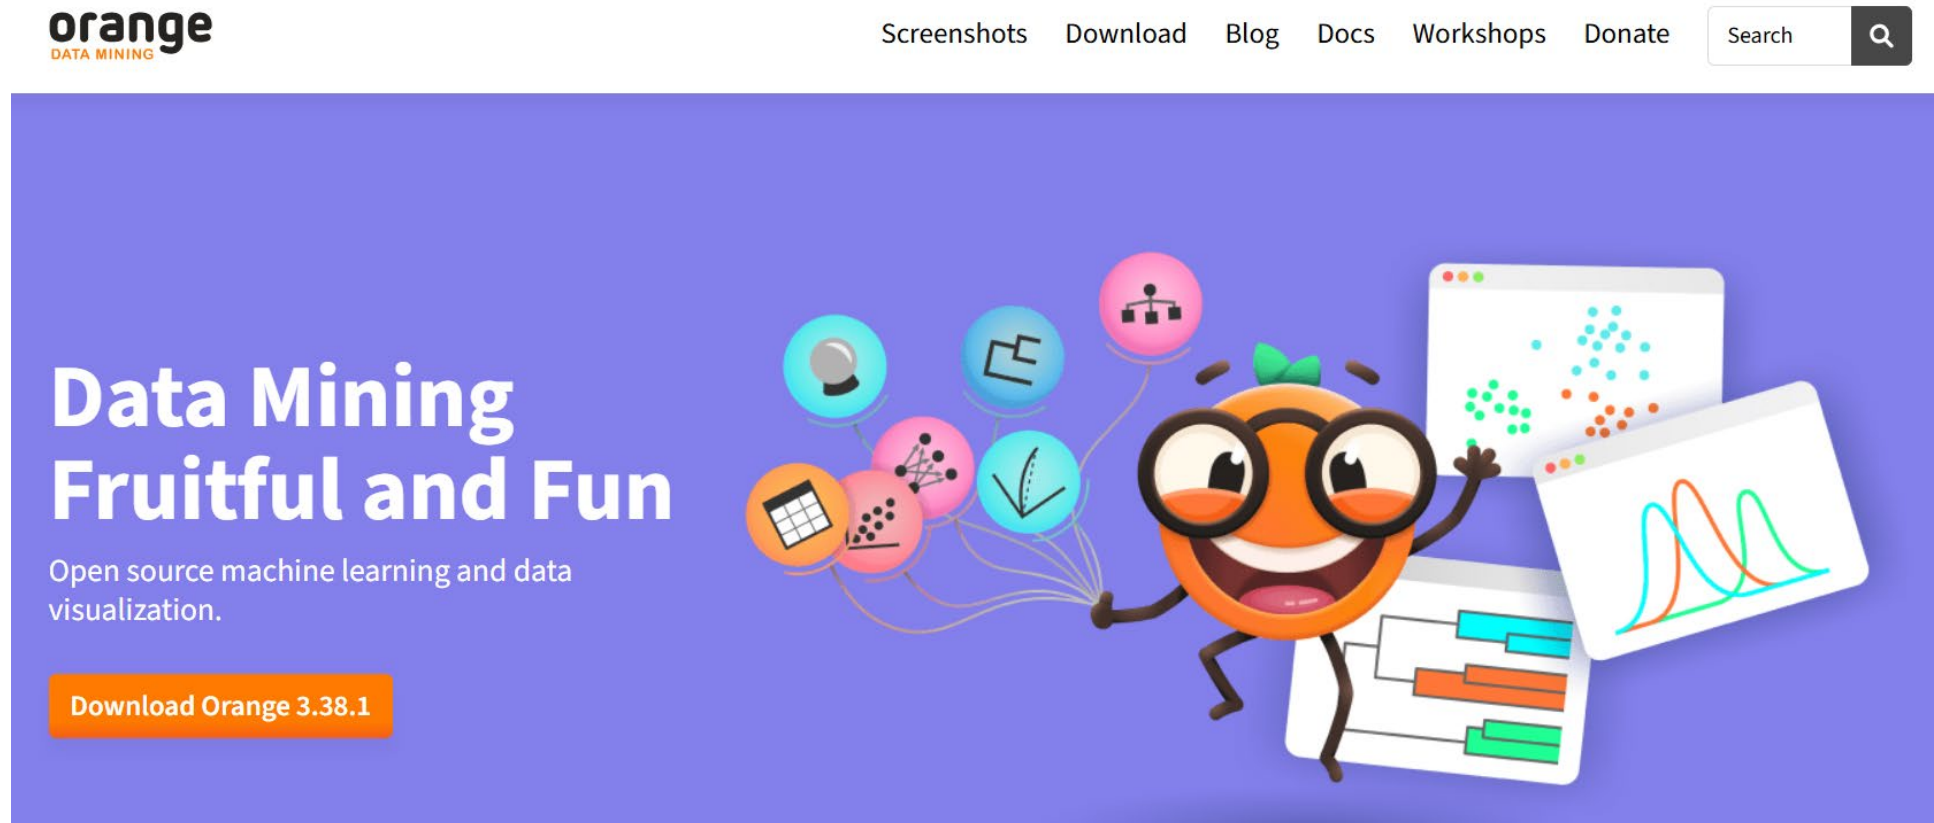 orange
DATA MINING
Screenshots Download Blog Docs Workshops Donate Search
Data Mining
Fruitful and Fun
Open source machine learning and data
visualization.
Download Orange 3.38.1